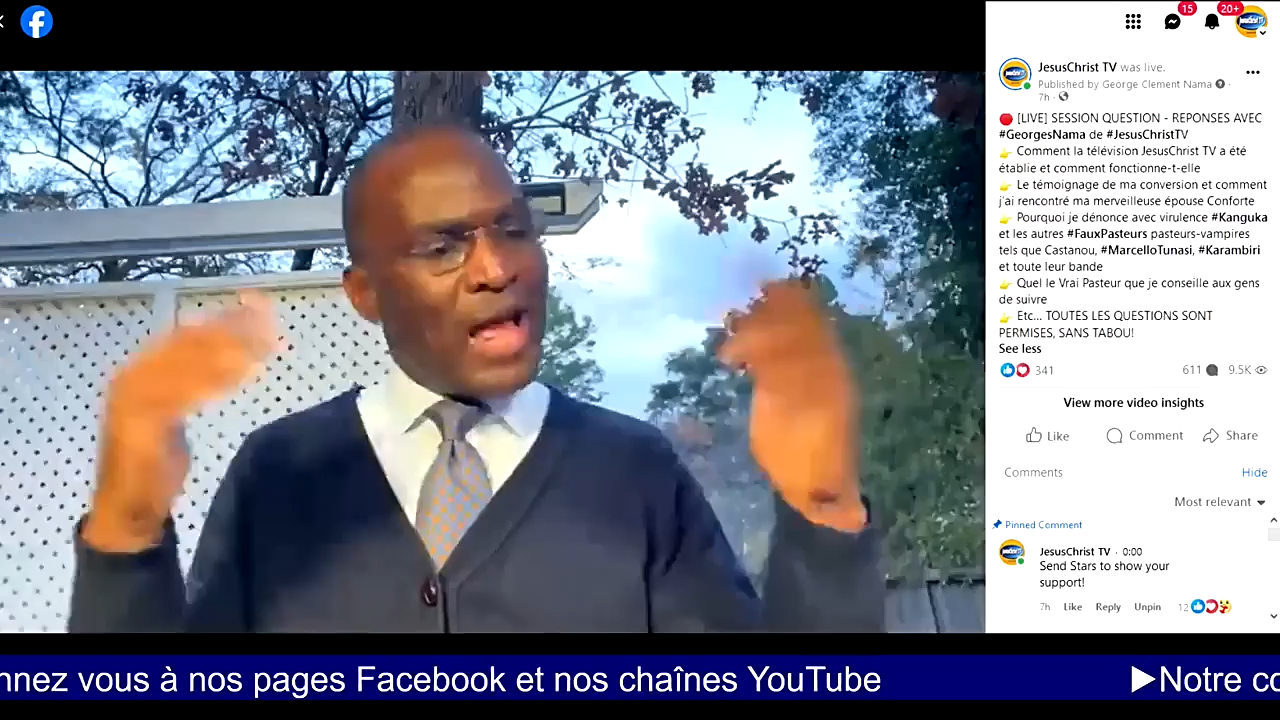 15
20+
JesusChrist TV was live.
Published by George Clement Nama
7h
[LIVE] SESSION QUESTION - REPONSES AVEC
#GeorgesNama de #JesusChristTV
Comment la télévision JesusChrist TV a été
établie et comment fonctionne-t-elle
Le témoignage de ma conversion et comment
j'ai rencontré ma merveilleuse épouse Conforte
Pourquoi je dénonce avec virulence #Kanguka
et les autres #FauxPasteurs pasteurs-vampires
tels que Castanou, #MarcelloTunasi, #Karambiri
et toute leur bande
Quel le Vrai Pasteur que je conseille aux gens
de suivre
Etc... TOUTES LES QUESTIONS SONT
PERMISES, SANS TABOU!
See less
341 611 9.5K
View more video insights
Like Comment Share
Comments Hide
Most relevant
Pinned Comment
JesusChrist TV · 0:00
Send Stars to show your
support!
7h Like Reply Unpin 12
nnez vous à nos pages Facebook et nos chaînes YouTube ▶Notre co